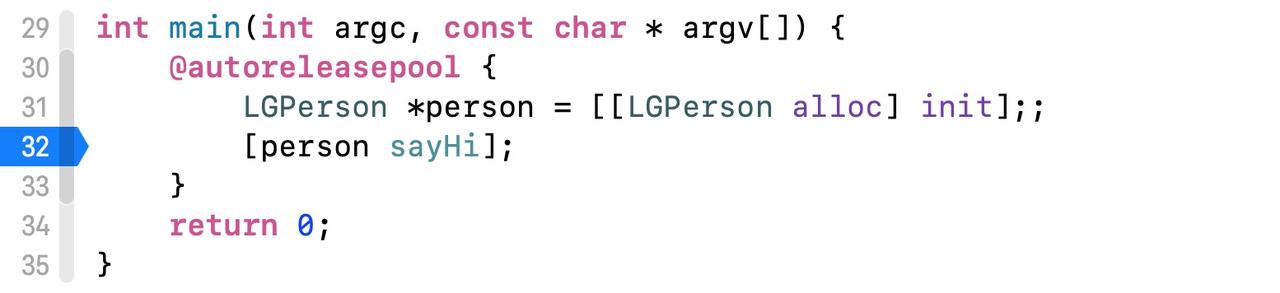 29 int main(int argc, const char * argv[]) {
30     @autoreleasepool {
31         LGPerson *person = [[LGPerson alloc] init];;
32         [person sayHi];
33     }
34     return 0;
35 }